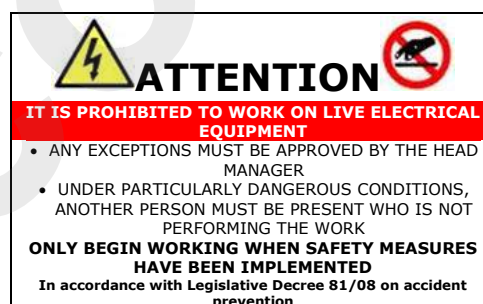 ATTENTION
IT IS PROHIBITED TO WORK ON LIVE ELECTRICAL
EQUIPMENT
• ANY EXCEPTIONS MUST BE APPROVED BY THE HEAD
MANAGER
• UNDER PARTICULARLY DANGEROUS CONDITIONS,
ANOTHER PERSON MUST BE PRESENT WHO IS NOT
PERFORMING THE WORK
ONLY BEGIN WORKING WHEN SAFETY MEASURES
HAVE BEEN IMPLEMENTED
In accordance with Legislative Decree 81/08 on accident
prevention